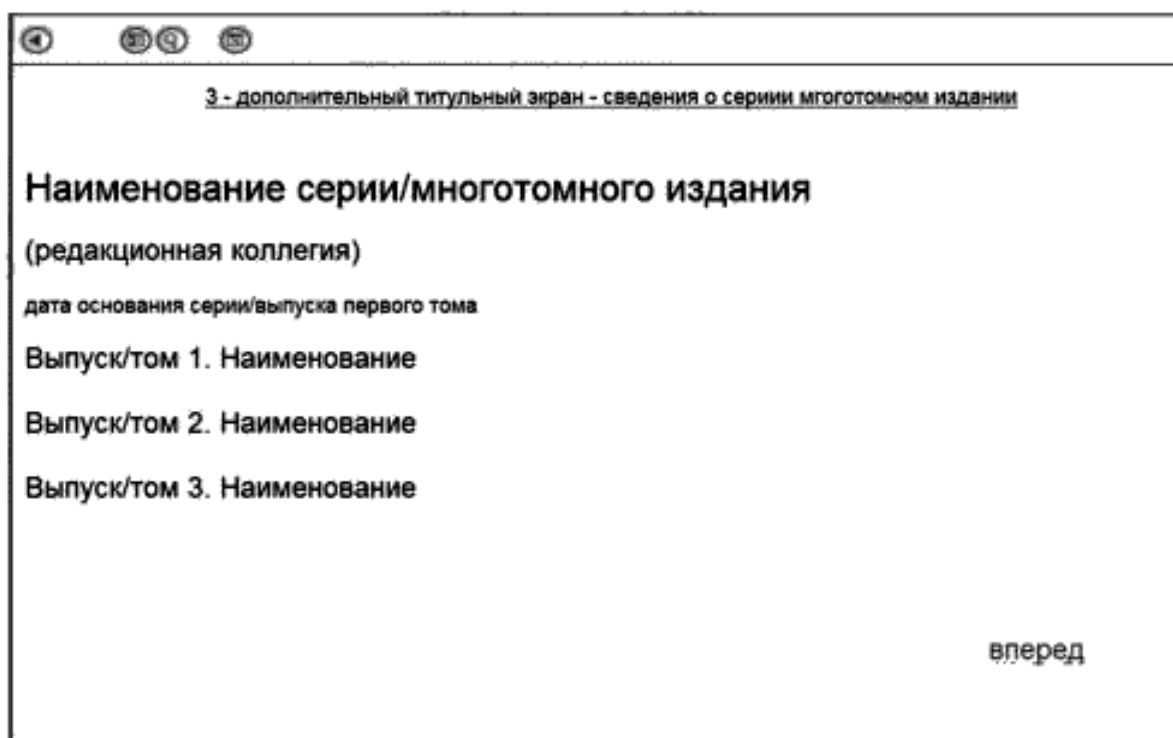 3 - дополнительный титульный экран - сведения о сериии мгоготомном издании
Наименование серии/многотомного издания
(редакционная коллегия)
дата основания серии/выпуска первого тома
Выпуск/том 1. Наименование
Выпуск/том 2. Наименование
Выпуск/том 3. Наименование
вперед